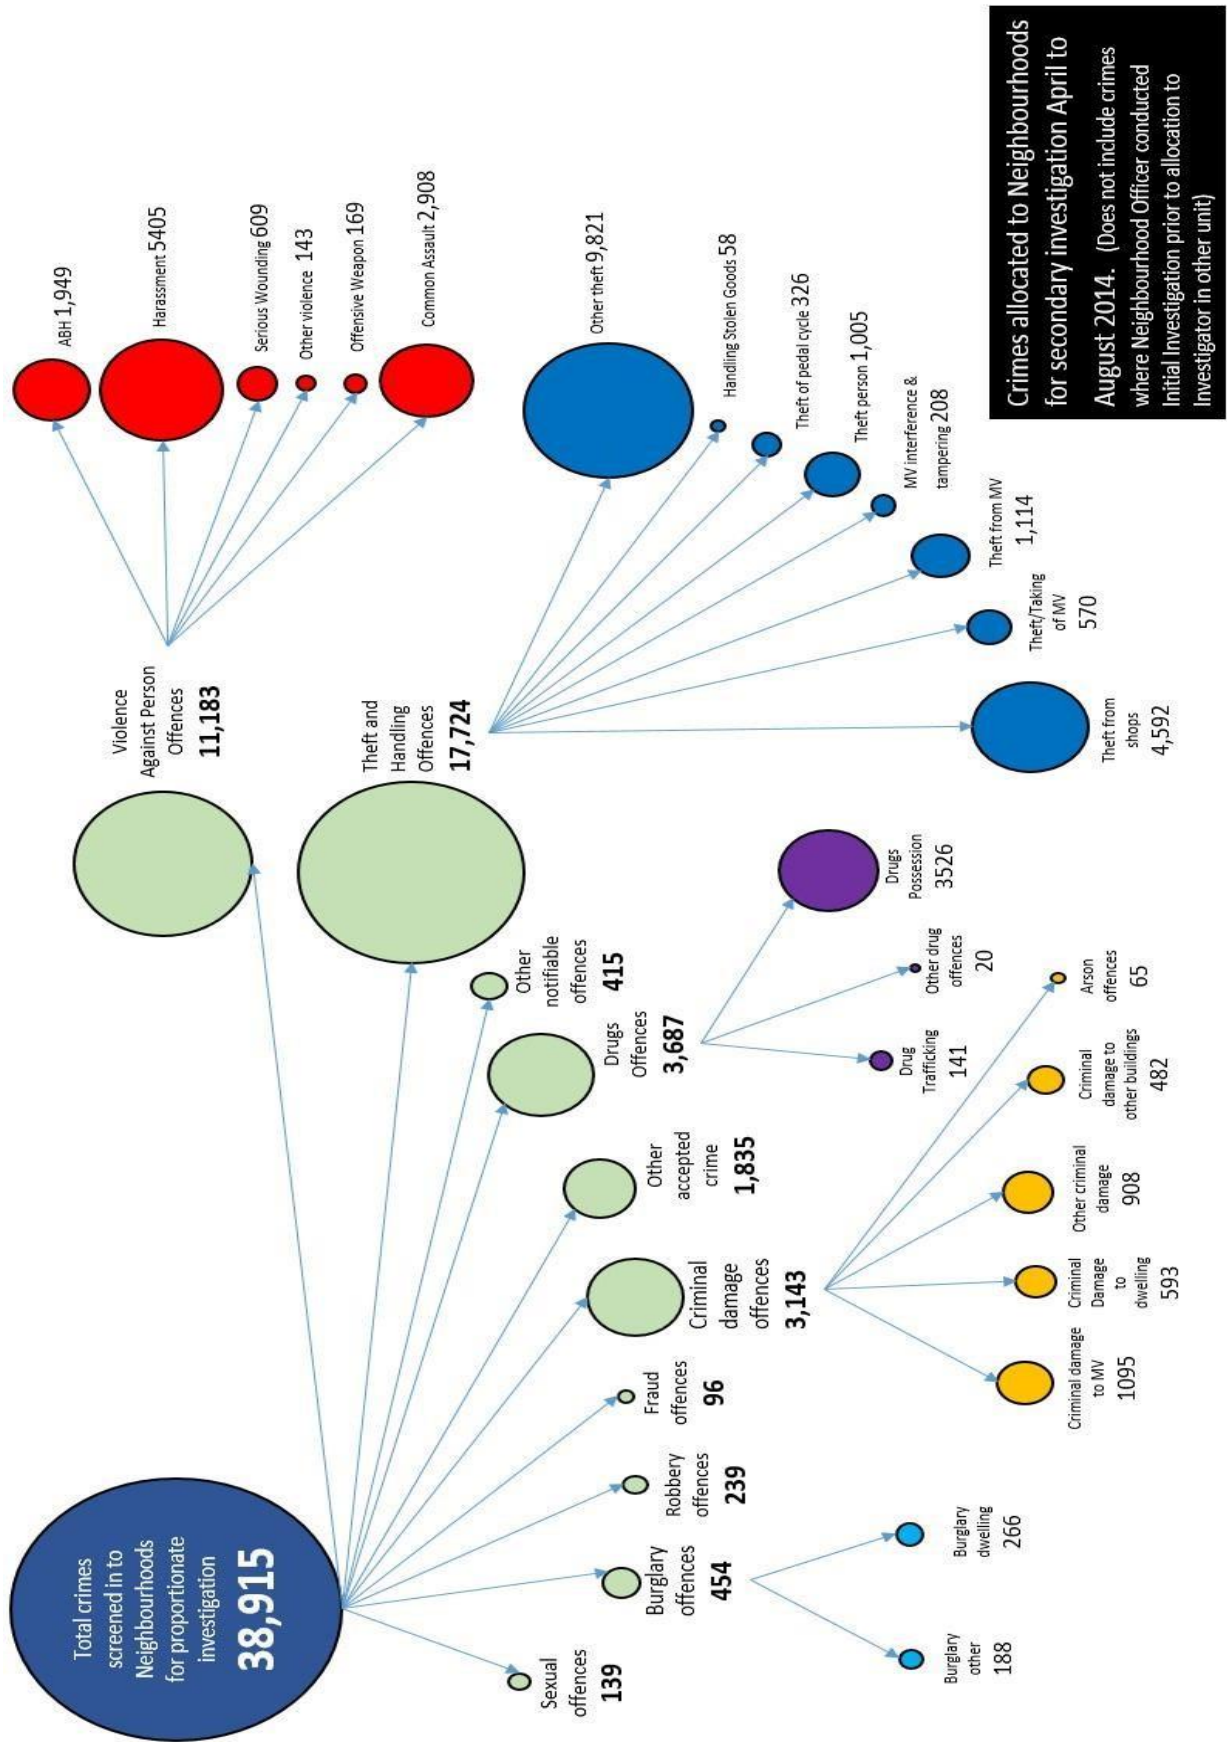 Total crimes
screened in to
Neighbourhoods
for proportionate
investigation
38,915
Sexual
offences
139
Burglary
offences
454
Burglary
other
188
Burglary
dwelling
266
Robbery
offences
239
Fraud
offences
96
Criminal
damage
offences
3,143
Criminal damage
to MV
1095
Criminal
Damage
to
dwelling
593
Other criminal
damage
908
Criminal
damage to
other buildings
482
Arson
offences
65
Other
accepted
crime
1,835
Drugs
Offences
3,687
Drug
Trafficking
141
Other drug
offences
20
Drugs
Possession
3526
Other
notifiable
offences
415
Theft and
Handling
Offences
17,724
Theft from
shops
4,592
Theft/Taking
of MV
570
Theft from MV
1,114
MV interference &
tampering 208
Theft person 1,005
Theft of pedal cycle 326
Handling Stolen Goods 58
Other theft 9,821
Violence
Against Person
Offences
11,183
ABH 1,949
Harassment 5405
Serious Wounding 609
Other violence 143
Offensive Weapon 169
Common Assault 2,908
Crimes allocated to Neighbourhoods
for secondary investigation April to
August 2014. (Does not include crimes
where Neighbourhood Officer conducted
Initial Investigation prior to allocation to
Investigator in other unit)